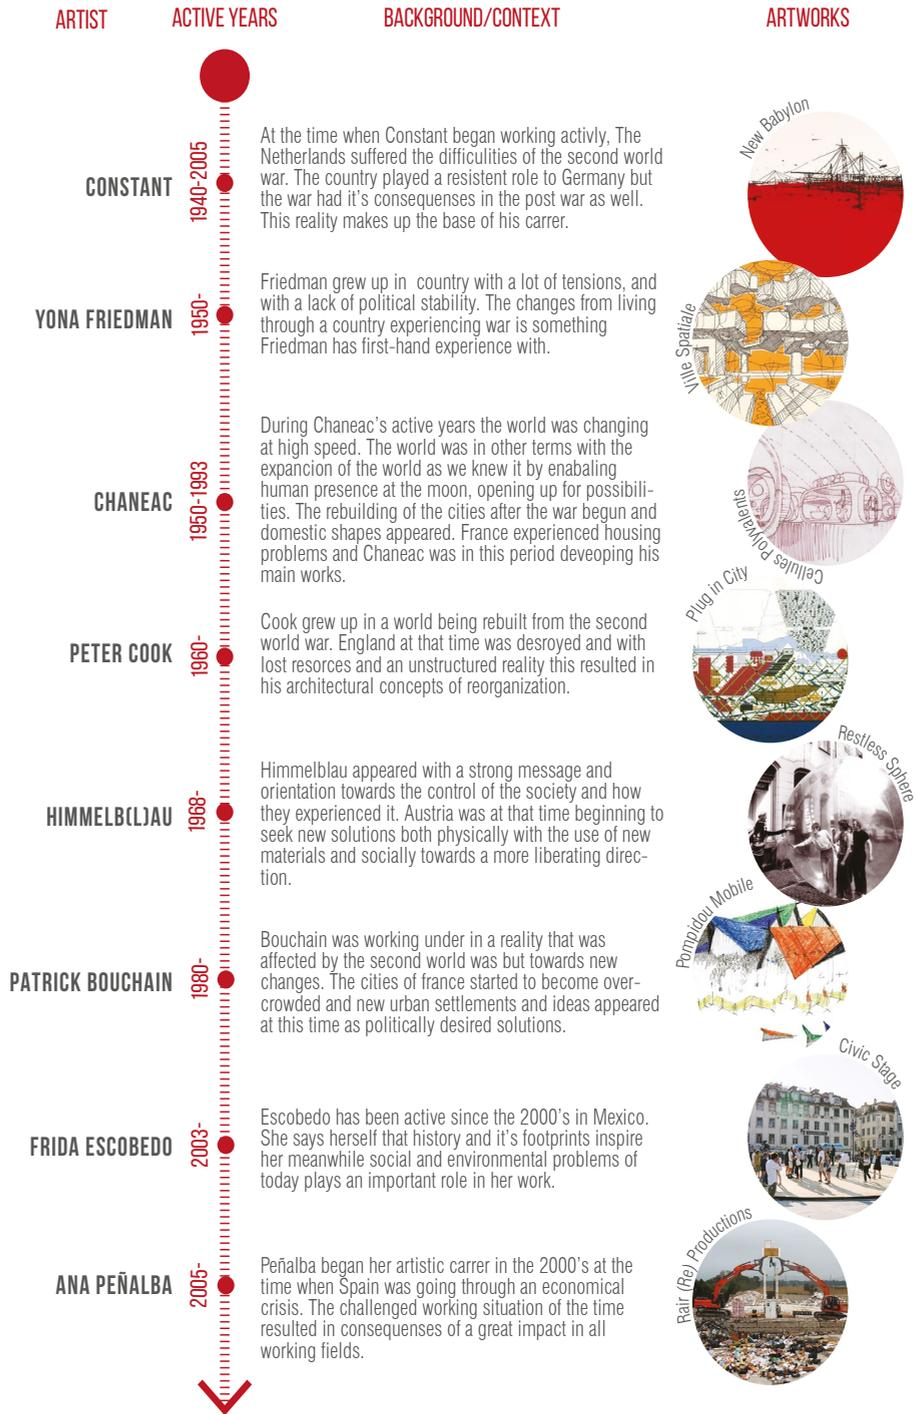 ARTIST
ACTIVE YEARS
BACKGROUND/CONTEXT
ARTWORKS
CONSTANT
1940-2005
At the time when Constant began working activly, The
Netherlands suffered the difficulities of the second world
war. The country played a resistent role to Germany but
the war had it's consequences in the post war as well.
This reality makes up the base of his carrer.
New Babylon
YONA FRIEDMAN
1950-
Friedman grew up in  country with a lot of tensions, and
with a lack of political stability. The changes from living
through a country experiencing war is something
Friedman has first-hand experience with.
Ville Spatiale
CHANEAC
1950-1993
During Chaneac's active years the world was changing
at high speed. The world was in other terms with the
expancion of the world as we knew it by enabaling
human presence at the moon, opening up for possibili-
ties. The rebuilding of the cities after the war begun and
domestic shapes appeared. France experienced housing
problems and Chaneac was in this period deveoping his
main works.
Cellules Polyvalents
PETER COOK
1960-
Cook grew up in a world being rebuilt from the second
world war. England at that time was desroyed and with
lost resorces and an unstructured reality this resulted in
his architectural concepts of reorganization.
Plug in City
HIMMELB(L)AU
1968-
Himmelblau appeared with a strong message and
orientation towards the control of the society and how
they experienced it. Austria was at that time beginning to
seek new solutions both physically with the use of new
materials and socially towards a more liberating direc-
tion.
Restless Sphere
PATRICK BOUCHAIN
1980-
Bouchain was working under in a reality that was
affected by the second world was but towards new
changes. The cities of france started to become over-
crowded and new urban settlements and ideas appeared
at this time as politically desired solutions.
Pompidou Mobile
FRIDA ESCOBEDO
2003-
Escobedo has been active since the 2000's in Mexico.
She says herself that history and it's footprints inspire
her meanwhile social and environmental problems of
today plays an important role in her work.
Civic Stage
ANA PEÑALBA
2005-
Peñalba began her artistic carrer in the 2000's at the
time when Spain was going through an economical
crisis. The challenged working situation of the time
resulted in consequenses of a great impact in all
working fields.
Rair (Re) Productions